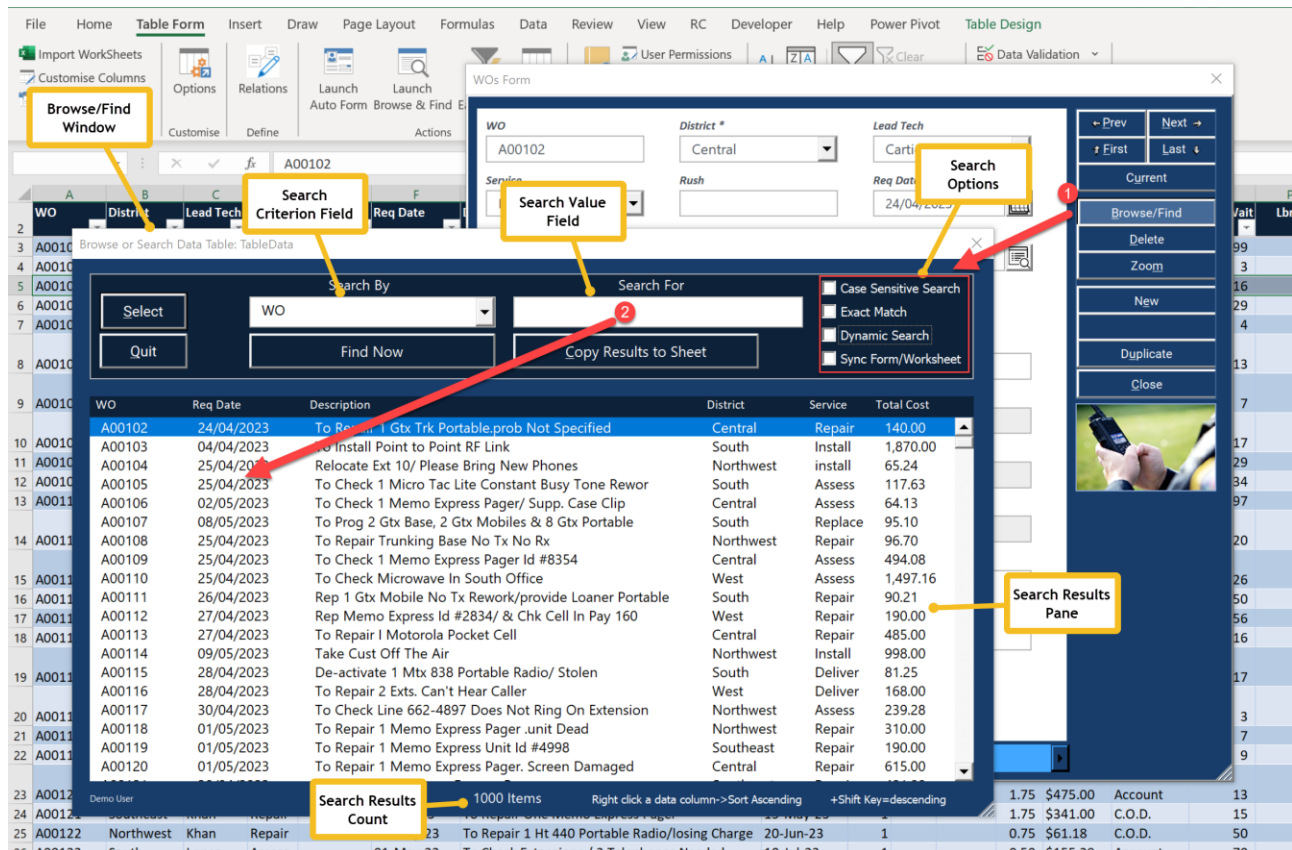 File Home Table Form Insert Draw Page Layout Formulas Data Review View RC Developer Help Power Pivot Table Design
Import WorkSheets
Customise Columns
Options
Customise
Relations
Define
Launch Auto Form
Launch Browse & Find
Actions
User Permissions
Clear
Data Validation
Browse/Find
Window
A00102
WOs Form
WO District * Lead Tech
A00102 Central
Rush
Search
Options
1
← Prev Next →
First Last
Current
Browse/Find
Delete
Zoom
New
Duplicate
Close
Search
Criterion Field
Search Value
Field
A B C F
WO District Lead Tech Req Date
2
Browse or Search Data Table: TableData
Search By Search For
Select WO 2
Quit Find Now Copy Results to Sheet
Case Sensitive Search
Exact Match
Dynamic Search
Sync Form/Worksheet
WO Req Date Description District Service Total Cost
A00102 24/04/2023 To Repair 1 Gtx Trk Portable.prob Not Specified Central Repair 140.00
A00103 04/04/2023 To Install Point to Point RF Link South Install 1,870.00
A00104 25/04/2023 Relocate Ext 10/ Please Bring New Phones Northwest install 65.24
A00105 25/04/2023 To Check 1 Micro Tac Lite Constant Busy Tone Rewor South Assess 117.63
A00106 02/05/2023 To Check 1 Memo Express Pager/ Supp. Case Clip Central Assess 64.13
A00107 08/05/2023 To Prog 2 Gtx Base, 2 Gtx Mobiles & 8 Gtx Portable South Replace 95.10
A00108 25/04/2023 To Repair Trunking Base No Tx No Rx Northwest Repair 96.70
A00109 25/04/2023 To Check 1 Memo Express Pager Id #8354 Central Assess 494.08
A00110 25/04/2023 To Check Microwave In South Office West Assess 1,497.16
A00111 26/04/2023 Rep 1 Gtx Mobile No Tx Rework/provide Loaner Portable South Repair 90.21
A00112 27/04/2023 Rep Memo Express Id #2834/ & Chk Cell In Pay 160 West Repair 190.00
A00113 27/04/2023 To Repair I Motorola Pocket Cell Central Repair 485.00
A00114 09/05/2023 Take Cust Off The Air Northwest Install 998.00
A00115 28/04/2023 De-activate 1 Mtx 838 Portable Radio/ Stolen South Deliver 81.25
A00116 28/04/2023 To Repair 2 Exts. Can't Hear Caller West Deliver 168.00
A00117 30/04/2023 To Check Line 662-4897 Does Not Ring On Extension Northwest Assess 239.28
A00118 01/05/2023 To Repair 1 Memo Express Pager .unit Dead Northwest Repair 310.00
A00119 01/05/2023 To Repair 1 Memo Express Unit Id #4998 Southeast Repair 190.00
A00120 01/05/2023 To Repair 1 Memo Express Pager. Screen Damaged Central Repair 615.00
Search Results
Pane
Demo User
Search Results
Count
1000 Items Right click a data column->Sort Ascending +Shift Key=descending
1.75 $475.00 Account 13
1.75 $341.00 C.O.D. 15
25 A00122 Northwest Khan Repair To Repair 1 Ht 440 Portable Radio/losing Charge 20-Jun-23 1 0.75 $61.18 C.O.D. 50